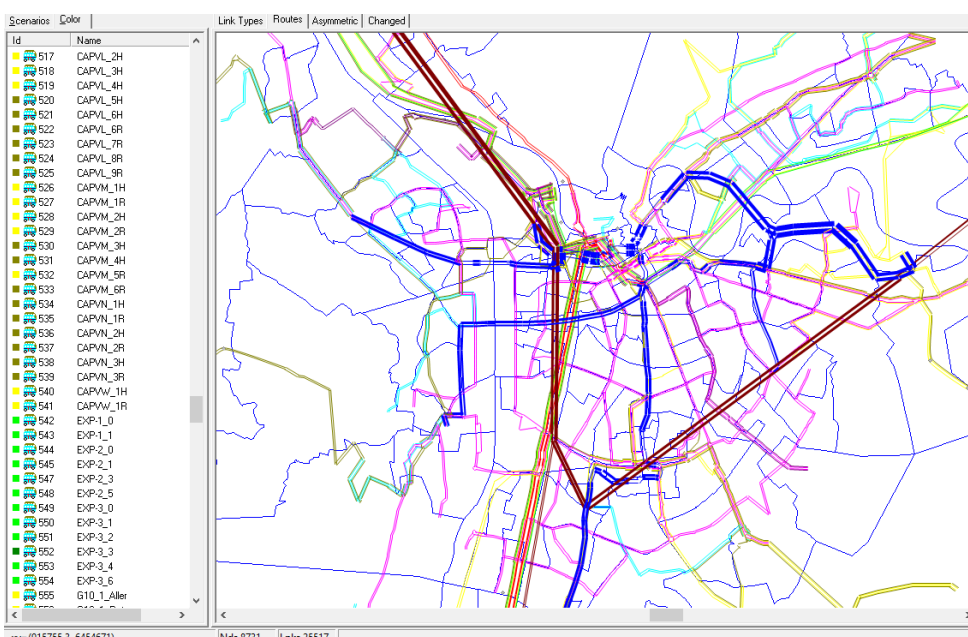 Scenarios Color
Link Types Routes Asymmetric Changed
Id Name
517 CAPVL_2H
518 CAPVL_3H
519 CAPVL_4H
520 CAPVL_5H
521 CAPVL_6H
522 CAPVL_6R
523 CAPVL_7R
524 CAPVL_8R
525 CAPVL_9R
526 CAPVM_1H
527 CAPVM_1R
528 CAPVM_2H
529 CAPVM_2R
530 CAPVM_3H
531 CAPVM_4H
532 CAPVM_5R
533 CAPVM_6R
534 CAPVN_1H
535 CAPVN_1R
536 CAPVN_2H
537 CAPVN_2R
538 CAPVN_3H
539 CAPVN_3R
540 CAPVW_1H
541 CAPVW_1R
542 EXP-1_0
543 EXP-1_1
544 EXP-2_0
545 EXP-2_1
547 EXP-2_3
548 EXP-2_5
549 EXP-3_0
550 EXP-3_1
551 EXP-3_2
552 EXP-3_3
553 EXP-3_4
554 EXP-3_6
555 G10_1_Aller